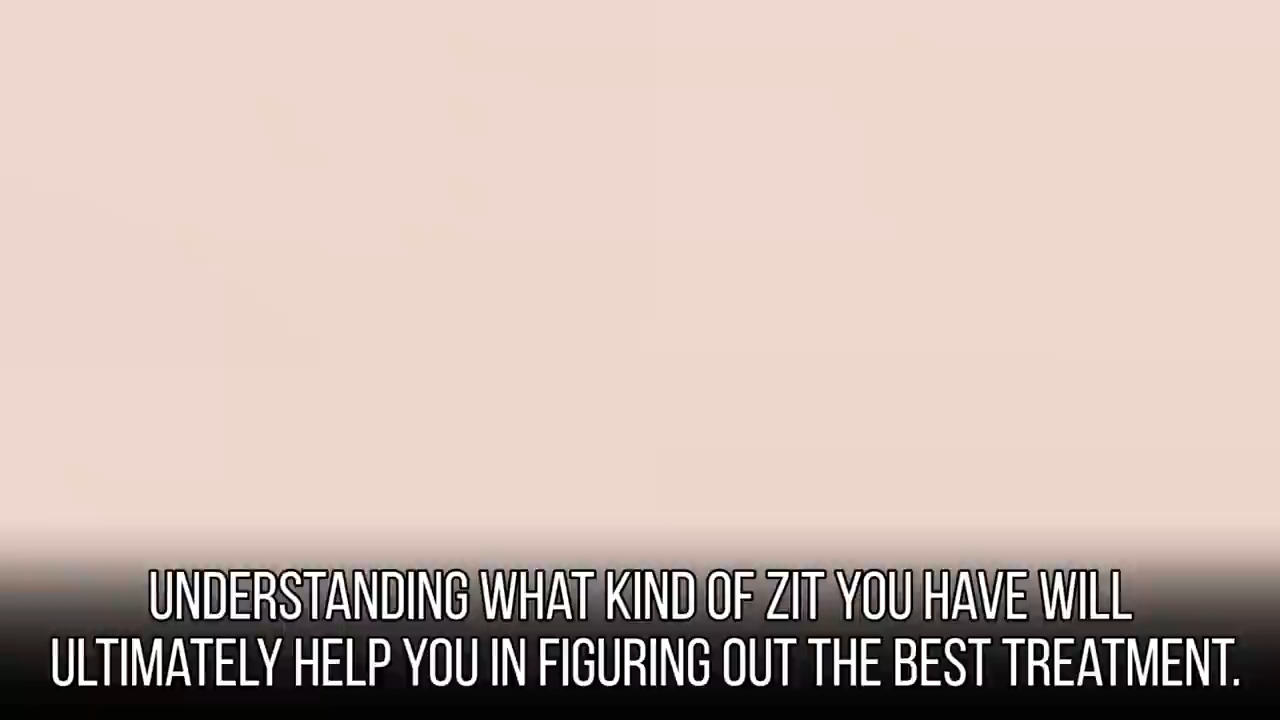 UNDERSTANDING WHAT KIND OF ZIT YOU HAVE WILL
ULTIMATELY HELP YOU IN FIGURING OUT THE BEST TREATMENT.